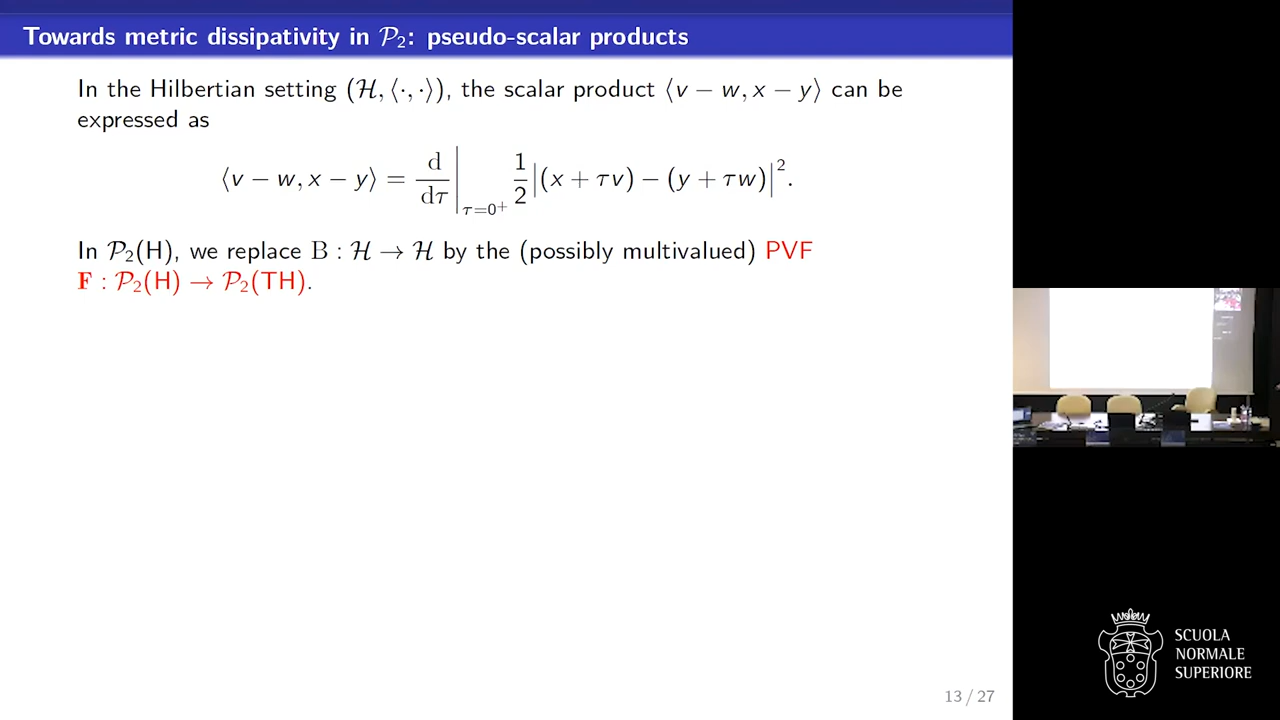 Towards metric dissipativity in 𝒫₂: pseudo-scalar products
In the Hilbertian setting (ℋ, ⟨·, ·⟩), the scalar product ⟨v − w, x − y⟩ can be
expressed as
⟨v − w, x − y⟩ = d/dτ |_{τ=0⁺} 1/2 |(x + τv) − (y + τw)|².
In 𝒫₂(H), we replace B : ℋ → ℋ by the (possibly multivalued) PVF
F : 𝒫₂(H) → 𝒫₂(TH).
SCUOLA
NORMALE
SUPERIORE
13 / 27